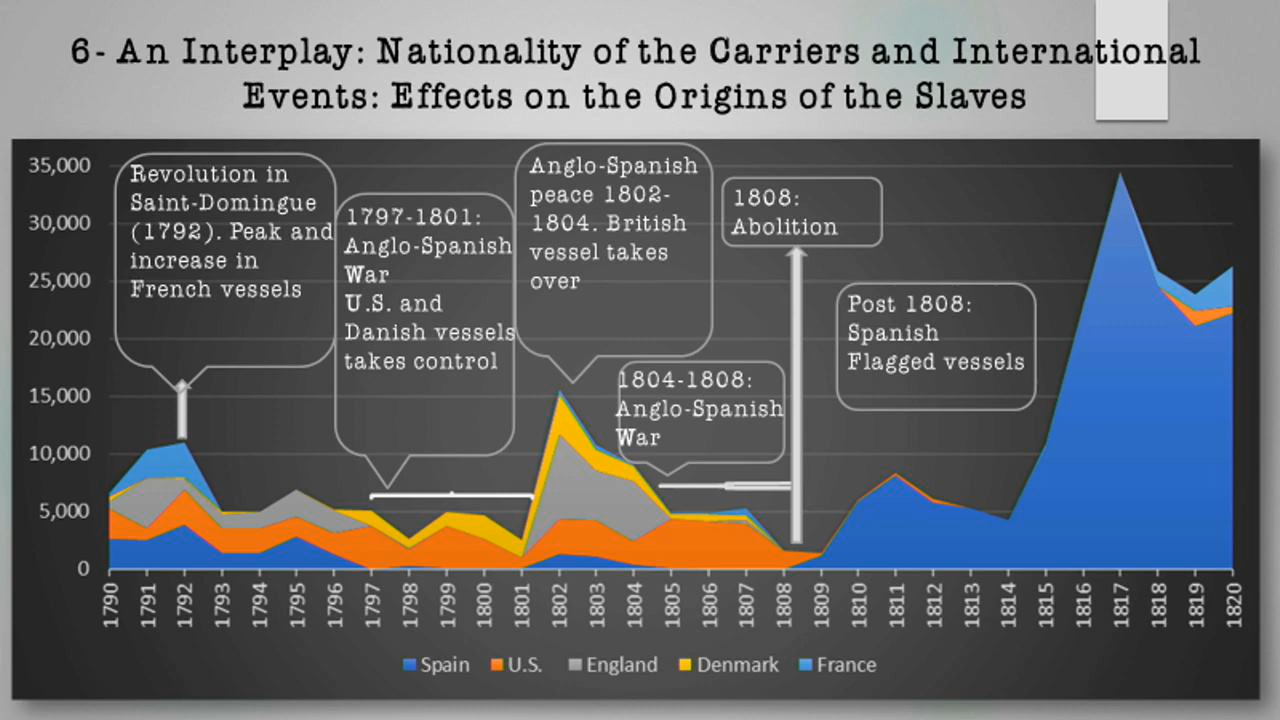 6- An Interplay: Nationality of the Carriers and International
Events: Effects on the Origins of the Slaves
Revolution in
Saint-Domingue
(1792). Peak and
increase in
French vessels
1797-1801:
Anglo-Spanish
War
U.S. and
Danish vessels
takes control
Anglo-Spanish
peace 1802-
1804. British
vessel takes
over
1804-1808:
Anglo-Spanish
War
1808:
Abolition
Post 1808:
Spanish
Flagged vessels
35,000
30,000
25,000
20,000
15,000
10,000
5,000
0
1790 1791 1792 1793 1794 1795 1796 1797 1798 1799 1800 1801 1802 1803 1804 1805 1806 1807 1808 1809 1810 1811 1812 1813 1814 1815 1816 1817 1818 1819 1820
Spain U.S. England Denmark France